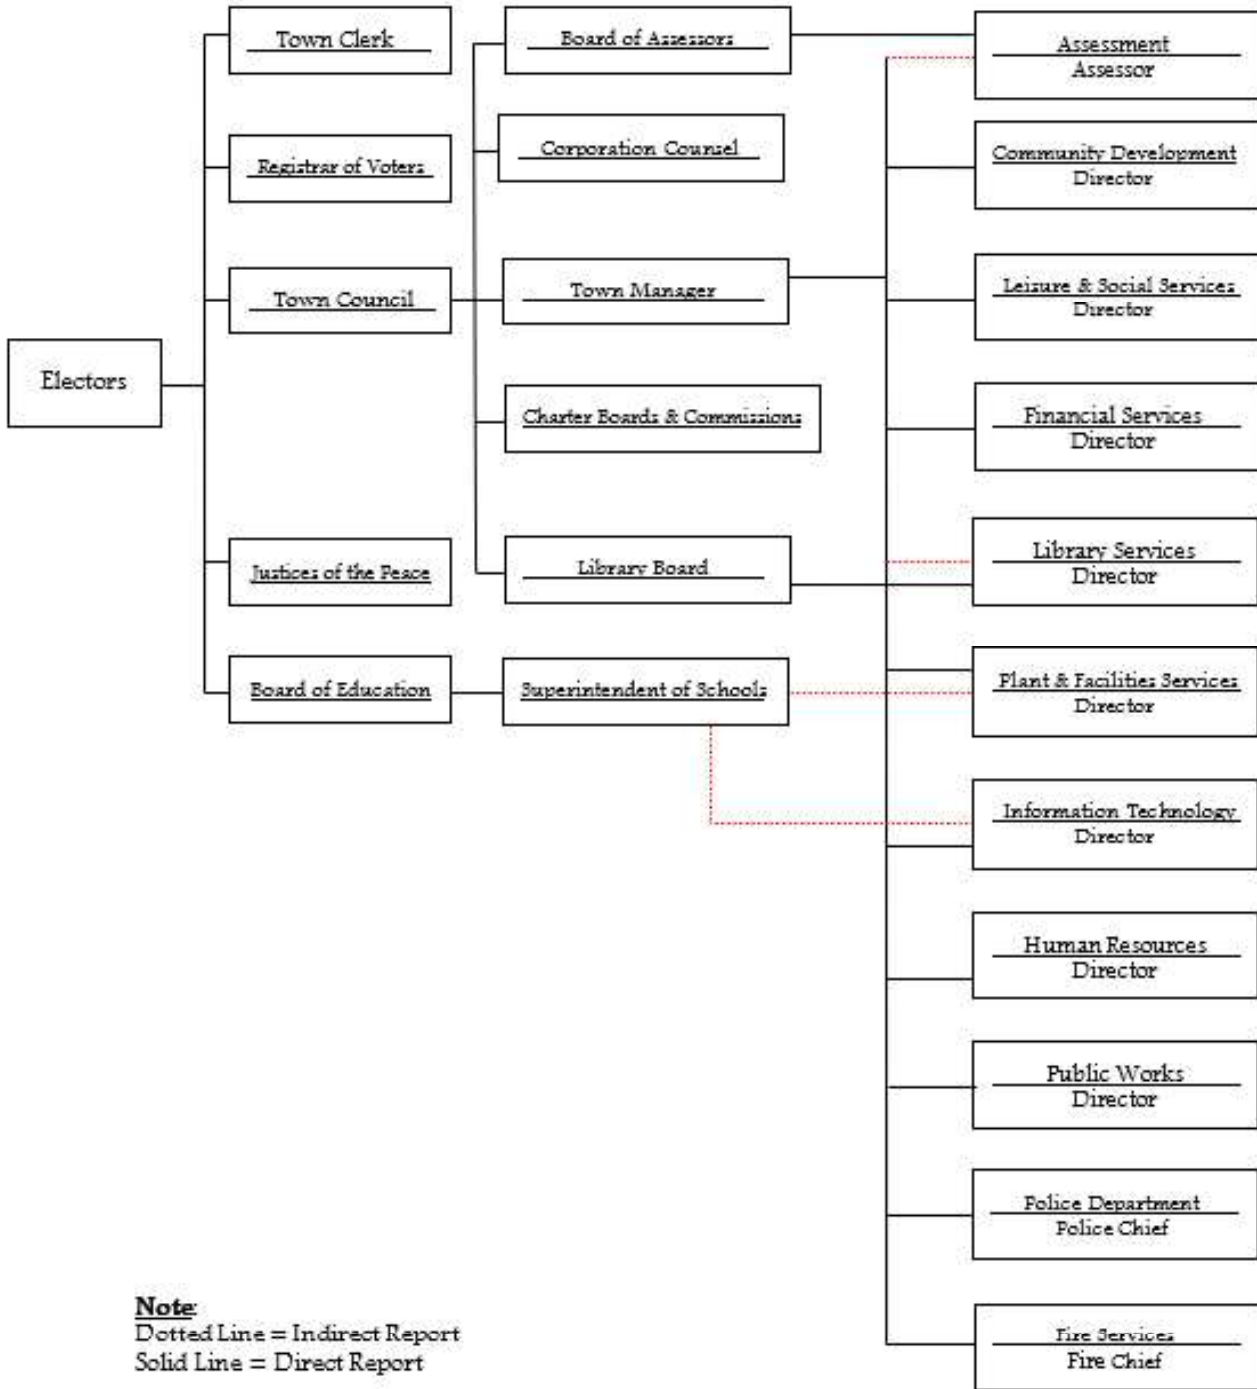 Town Clerk
Registrar of Voters
Town Council
Electors
Justices of the Peace
Board of Education
Board of Assessors
Corporation Counsel
Town Manager
Charter Boards & Commissions
Library Board
Superintendent of Schools
Assessment
Assessor
Community Development
Director
Leisure & Social Services
Director
Financial Services
Director
Library Services
Director
Plant & Facilities Services
Director
Information Technology
Director
Human Resources
Director
Public Works
Director
Police Department
Police Chief
Fire Services
Fire Chief
Note:
Dotted Line = Indirect Report
Solid Line = Direct Report